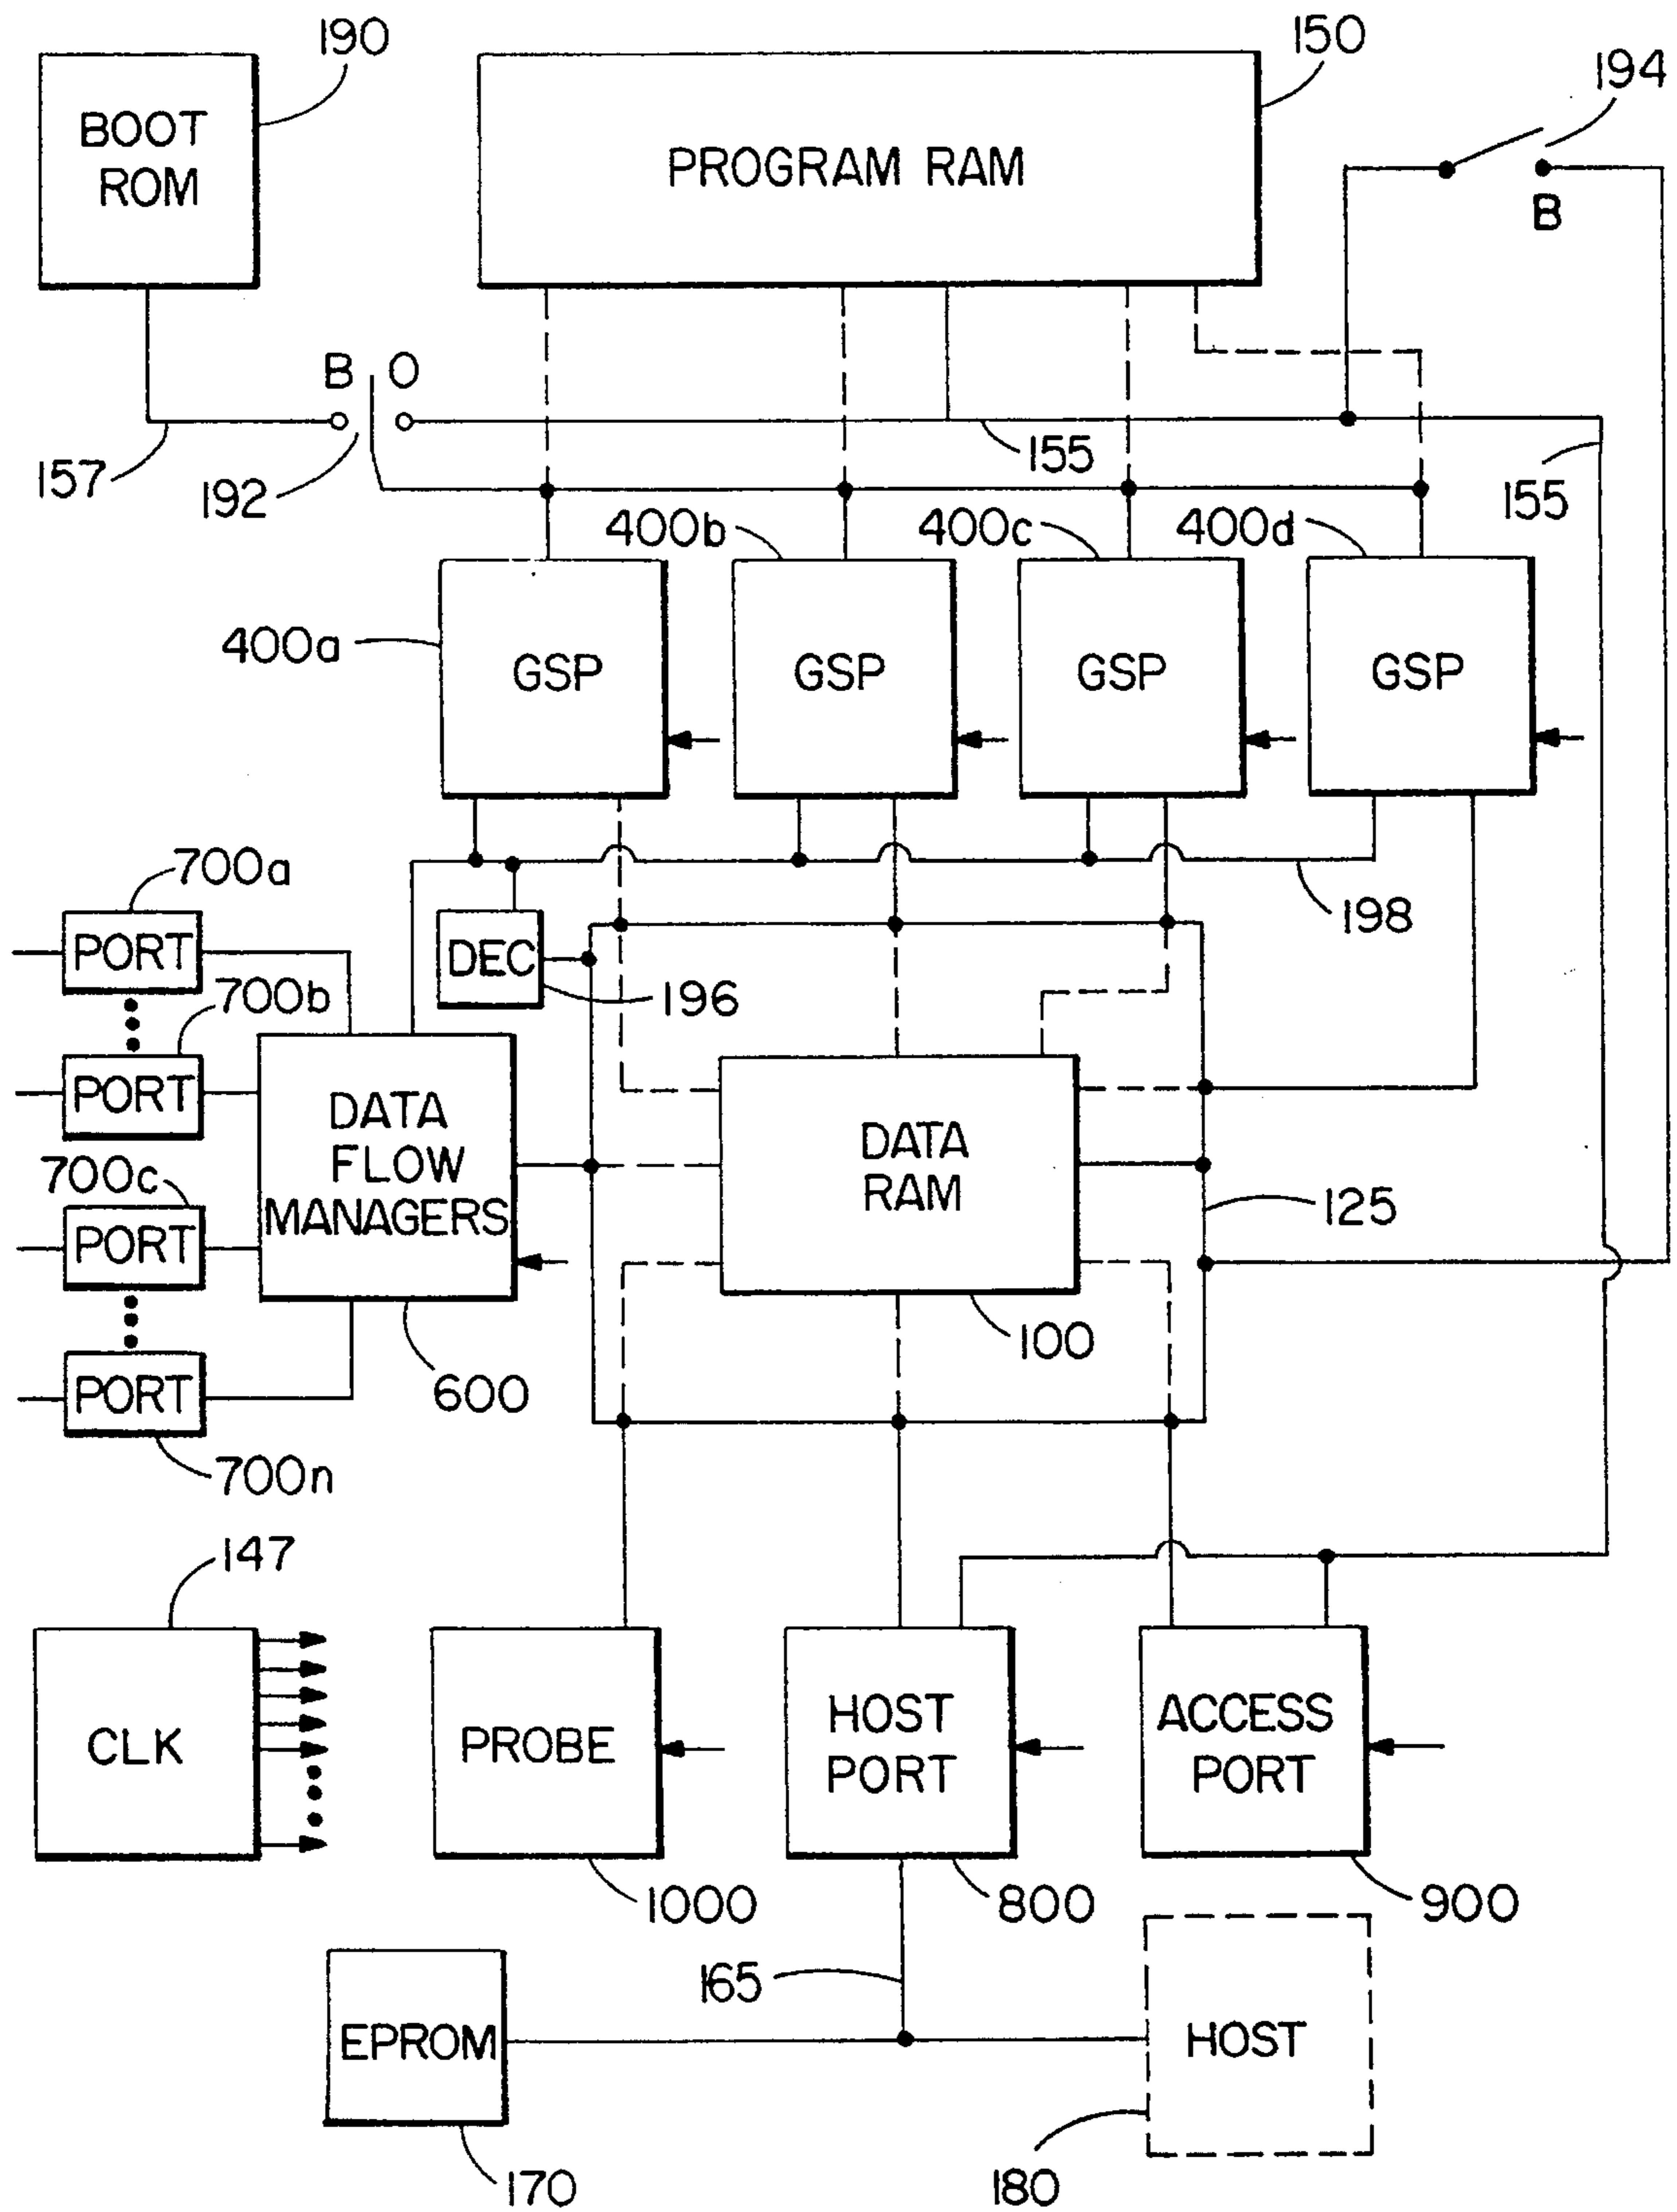 190
150
194
BOOT
ROM
PROGRAM RAM
B
B O
157
192
155
155
400b
400c
400d
400a
GSP
GSP
GSP
GSP
700a
198
PORT
DEC
700b
196
PORT
DATA
FLOW
MANAGERS
DATA
RAM
700c
125
PORT
100
600
PORT
700n
147
CLK
PROBE
HOST
PORT
ACCESS
PORT
1000
800
900
165
EPROM
HOST
170
180